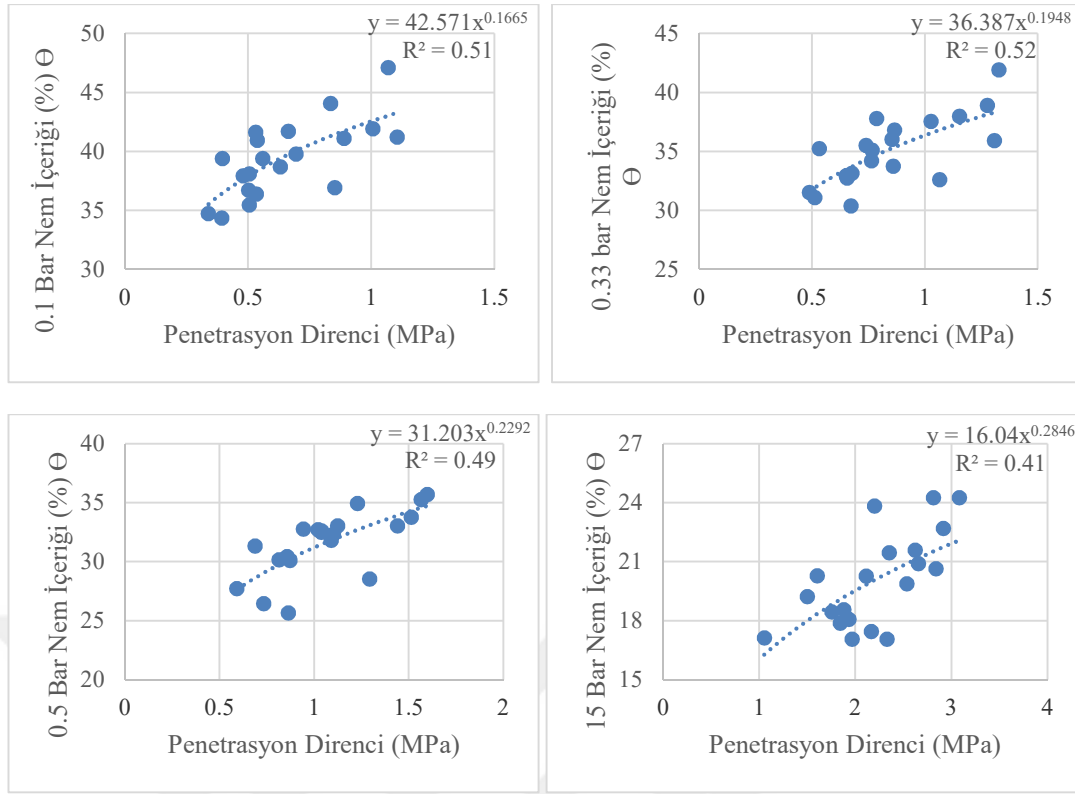 y = 42.571x^0.1665
R² = 0.51
50
45
40
35
30
0 0.5 1 1.5
0.1 Bar Nem İçeriği (%) Ɵ
Penetrasyon Direnci (MPa)
y = 36.387x^0.1948
R² = 0.52
45
40
35
30
25
0 0.5 1 1.5
0.33 bar Nem İçeriği (%)
Ɵ
Penetrasyon Direnci (MPa)
y = 31.203x^0.2292
R² = 0.49
40
35
30
25
20
0 0.5 1 1.5 2
0.5 Bar Nem İçeriği (%) Ɵ
Penetrasyon Direnci (MPa)
y = 16.04x^0.2846
R² = 0.41
27
24
21
18
15
0 1 2 3 4
15 Bar Nem İçeriği (%) Ɵ
Penetrasyon Direnci (MPa)